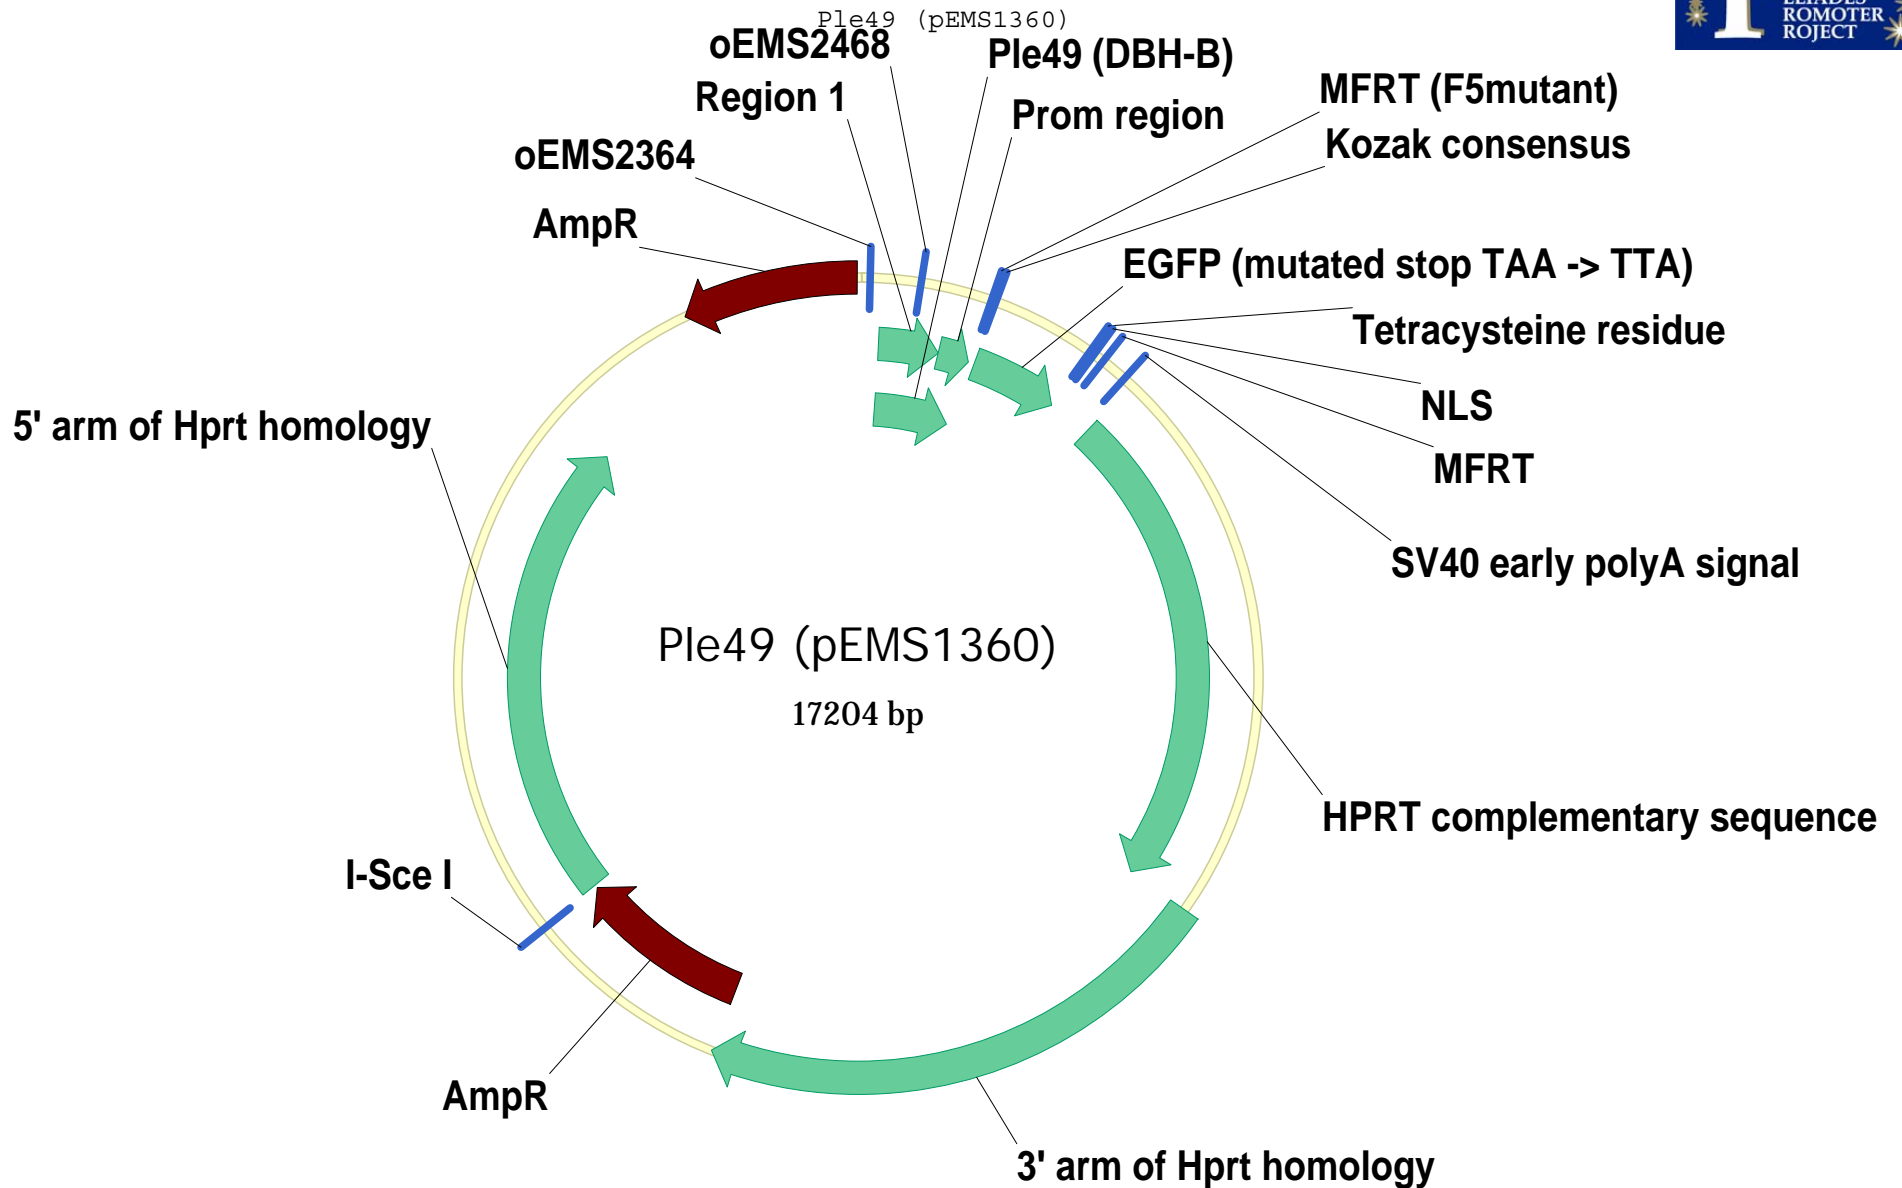 Ple49 (pEMS1360)
ELIADES
ROMOTER
ROJECT
oEMS2468
Ple49 (DBH-B)
Region 1
Prom region
MFRT (F5mutant)
Kozak consensus
oEMS2364
AmpR
EGFP (mutated stop TAA -> TTA)
Tetracysteine residue
NLS
MFRT
5' arm of Hprt homology
SV40 early polyA signal
Ple49 (pEMS1360)
17204 bp
HPRT complementary sequence
I-Sce I
AmpR
3' arm of Hprt homology